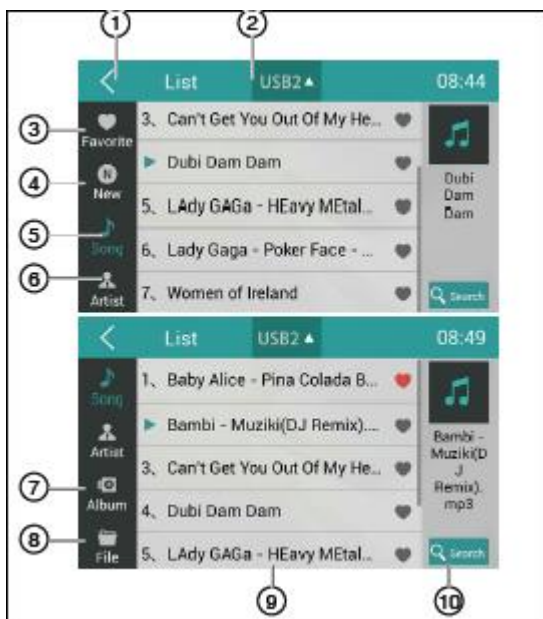 1
2
List USB2 08:44
3
Favorite
3、 Can't Get You Out Of My He...
Dubi Dam Dam
Dubi
Dam
Dam
4
New
5、 LAdy GAGa - HEavy MEtal...
5
Song
6、 Lady Gaga - Poker Face - ...
6
Artist
7、 Women of Ireland
Search
List USB2 08:49
Song
1、 Baby Alice - Pina Colada B...
Artist
Bambi - Muziki(DJ Remix)....
Bambi -
Muziki(D
J
Remix).
mp3
7
Album
3、 Can't Get You Out Of My He...
4、 Dubi Dam Dam
8
File
5、 LAdy GAGa - HEavy MEtal...
Search
9
10